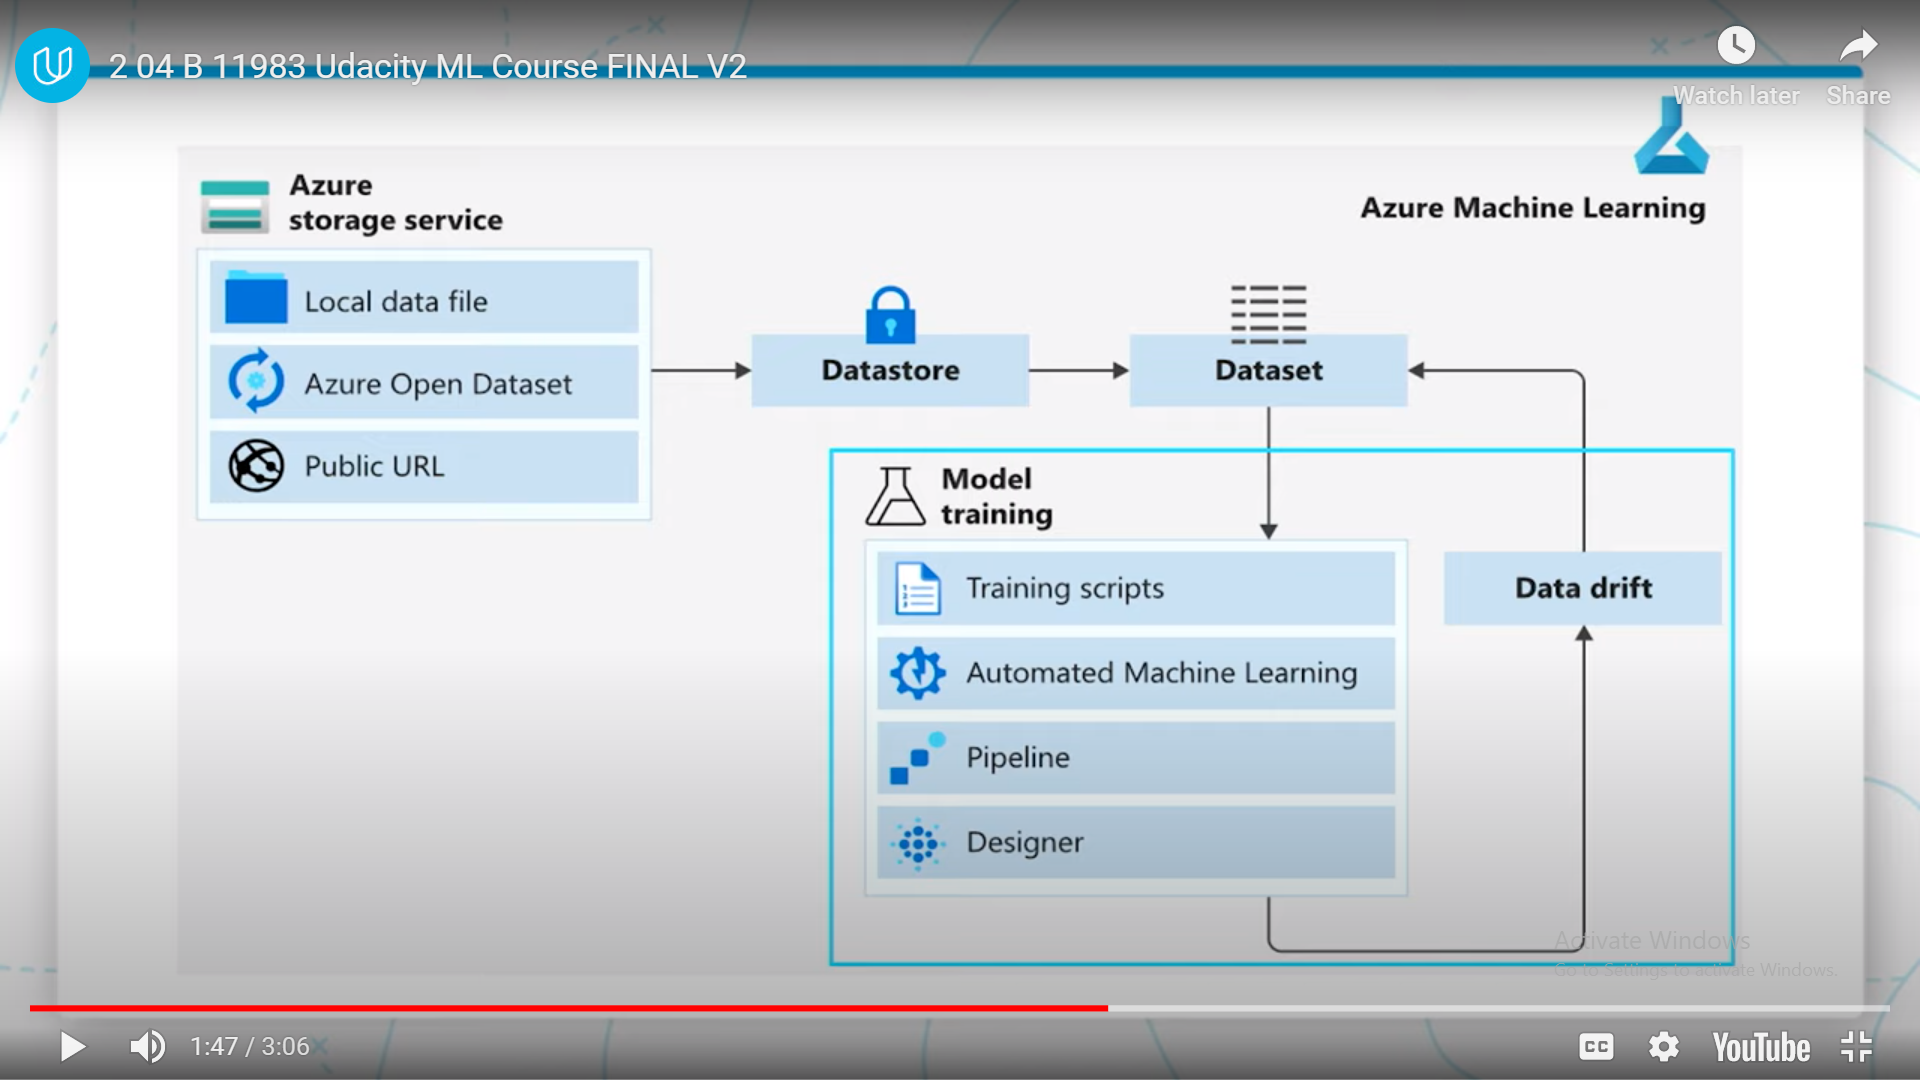 2 04 B 11983 Udacity ML Course FINAL V2
Watch later
Share
Azure
storage service
Azure Machine Learning
Local data file
Azure Open Dataset
Public URL
Datastore
Dataset
Model
training
Training scripts
Automated Machine Learning
Pipeline
Designer
Data drift
Activate Windows
Go to Settings to activate Windows.
1:47 / 3:06
CC
YouTube